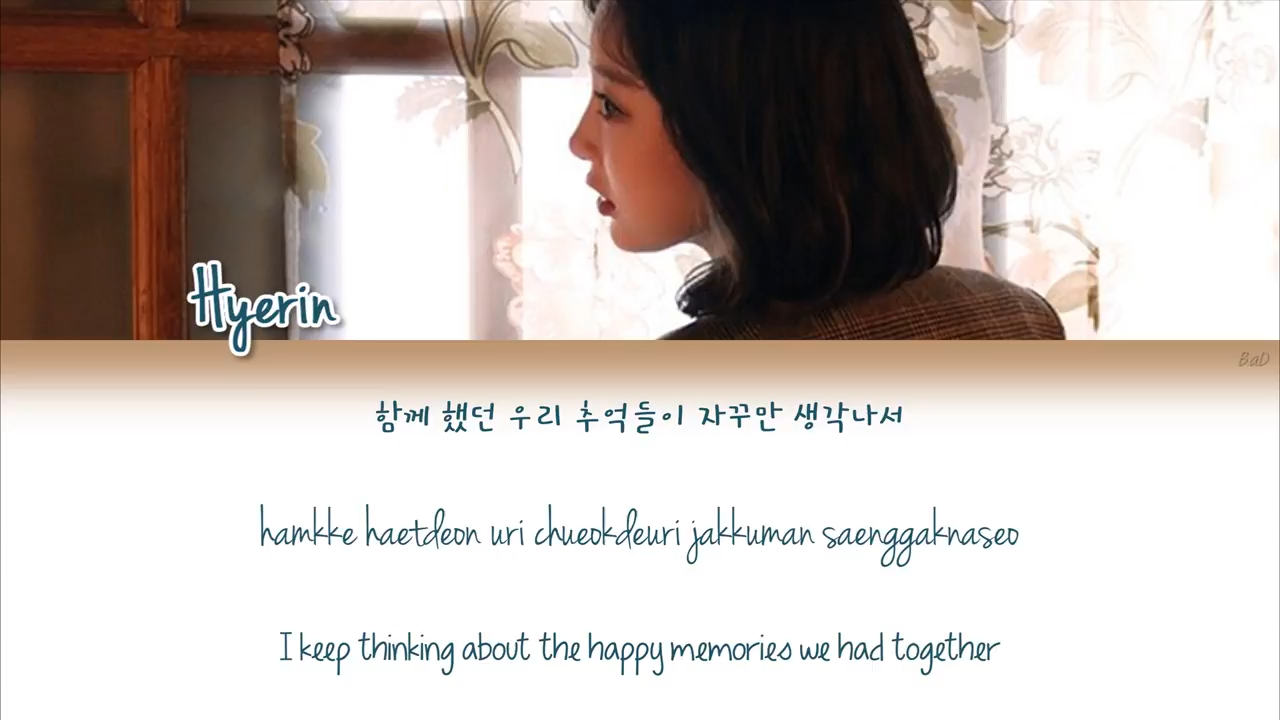 Hyerin
BaD
함께 했던 우리 추억들이 자꾸만 생각나서
hamkke haetdeon uri chueokdeuri jakkuman saenggaknaseo
I keep thinking about the happy memories we had together